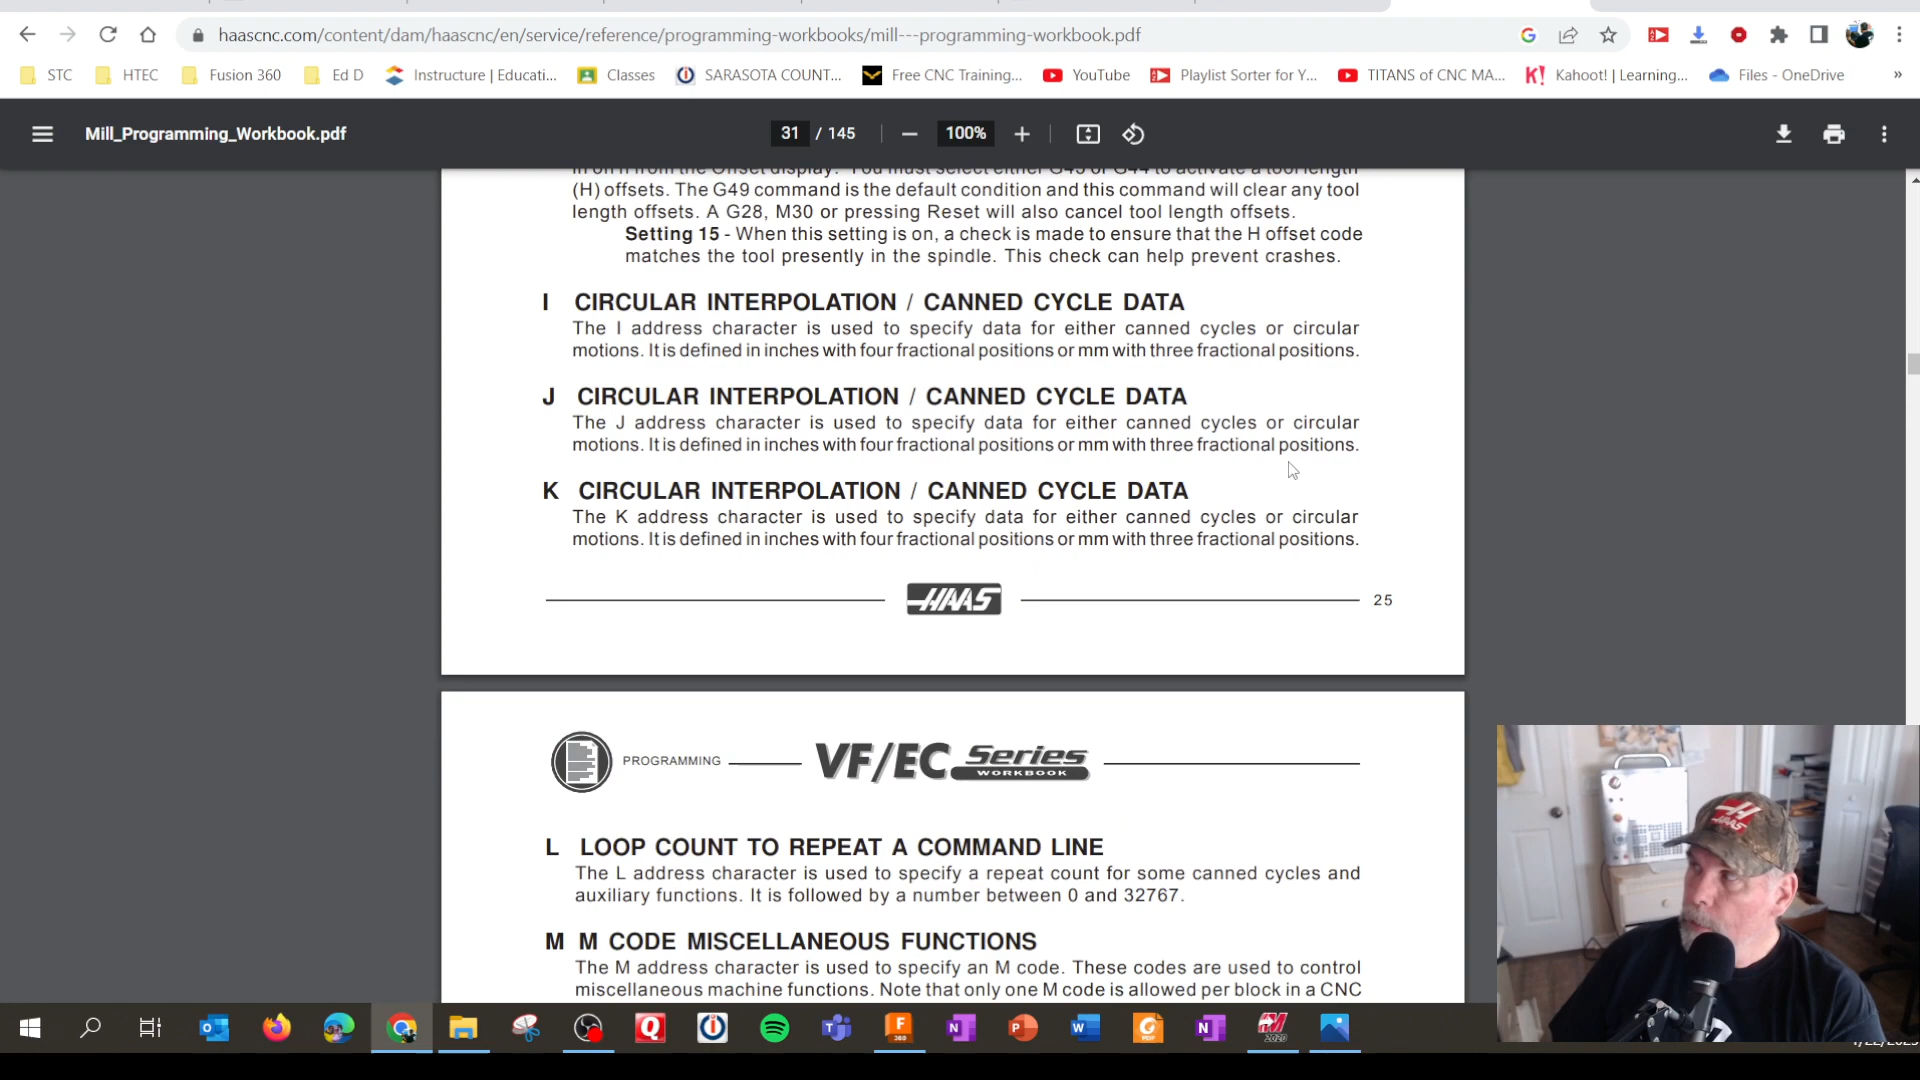 haascnc.com/content/dam/haascnc/en/service/reference/programming-workbooks/mill---programming-workbook.pdf
STC HTEC Fusion 360 Ed D Instructure | Educati... Classes SARASOTA COUNT... Free CNC Training... YouTube Playlist Sorter for Y... TITANS of CNC MA... Kahoot! | Learning... Files - OneDrive »
Mill_Programming_Workbook.pdf 31 / 145 100%
(H) offsets. The G49 command is the default condition and this command will clear any tool
length offsets. A G28, M30 or pressing Reset will also cancel tool length offsets.
Setting 15 - When this setting is on, a check is made to ensure that the H offset code
matches the tool presently in the spindle. This check can help prevent crashes.
I CIRCULAR INTERPOLATION / CANNED CYCLE DATA
The I address character is used to specify data for either canned cycles or circular
motions. It is defined in inches with four fractional positions or mm with three fractional positions.
J CIRCULAR INTERPOLATION / CANNED CYCLE DATA
The J address character is used to specify data for either canned cycles or circular
motions. It is defined in inches with four fractional positions or mm with three fractional positions.
K CIRCULAR INTERPOLATION / CANNED CYCLE DATA
The K address character is used to specify data for either canned cycles or circular
motions. It is defined in inches with four fractional positions or mm with three fractional positions.
HAAS 25
PROGRAMMING VF/EC Series
WORKBOOK
L LOOP COUNT TO REPEAT A COMMAND LINE
The L address character is used to specify a repeat count for some canned cycles and
auxiliary functions. It is followed by a number between 0 and 32767.
M M CODE MISCELLANEOUS FUNCTIONS
The M address character is used to specify an M code. These codes are used to control
miscellaneous machine functions. Note that only one M code is allowed per block in a CNC
HAAS